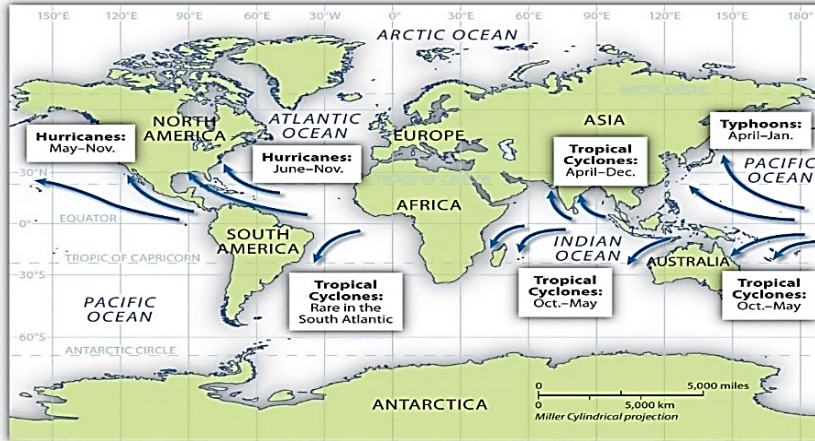 150°W 120°W 90°W 60°W 30°W 0° 30°E 60°E 90°E 120°E 150°E 180°
ARCTIC OCEAN
ARCTIC CIRCLE
NORTH
AMERICA
ATLANTIC
OCEAN
EUROPE
ASIA
Hurricanes:
May–Nov.
Hurricanes:
June–Nov.
Tropical
Cyclones:
April–Dec.
Typhoons:
April–Jan.
PACIFIC
OCEAN
30°N
TROPIC OF CANCER
AFRICA
EQUATOR
0°
SOUTH
AMERICA
INDIAN
OCEAN
AUSTRALIA
TROPIC OF CAPRICORN
30°S
Tropical
Cyclones:
Rare in the
South Atlantic
Tropical
Cyclones:
Oct.–May
Tropical
Cyclones:
Oct.–May
PACIFIC
OCEAN
60°S
ANTARCTIC CIRCLE
ANTARCTICA
0 5,000 miles
0 5,000 km
Miller Cylindrical projection